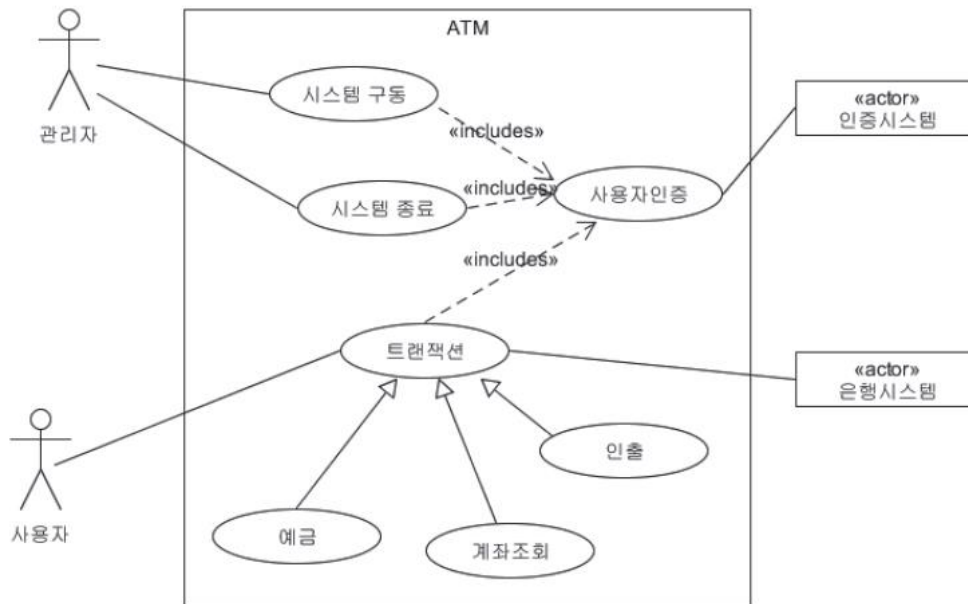 ATM
시스템 구동
관리자
«includes»
«actor»
인증시스템
시스템 종료
«includes»
사용자인증
«includes»
트랜잭션
«actor»
은행시스템
인출
사용자
예금
계좌조회